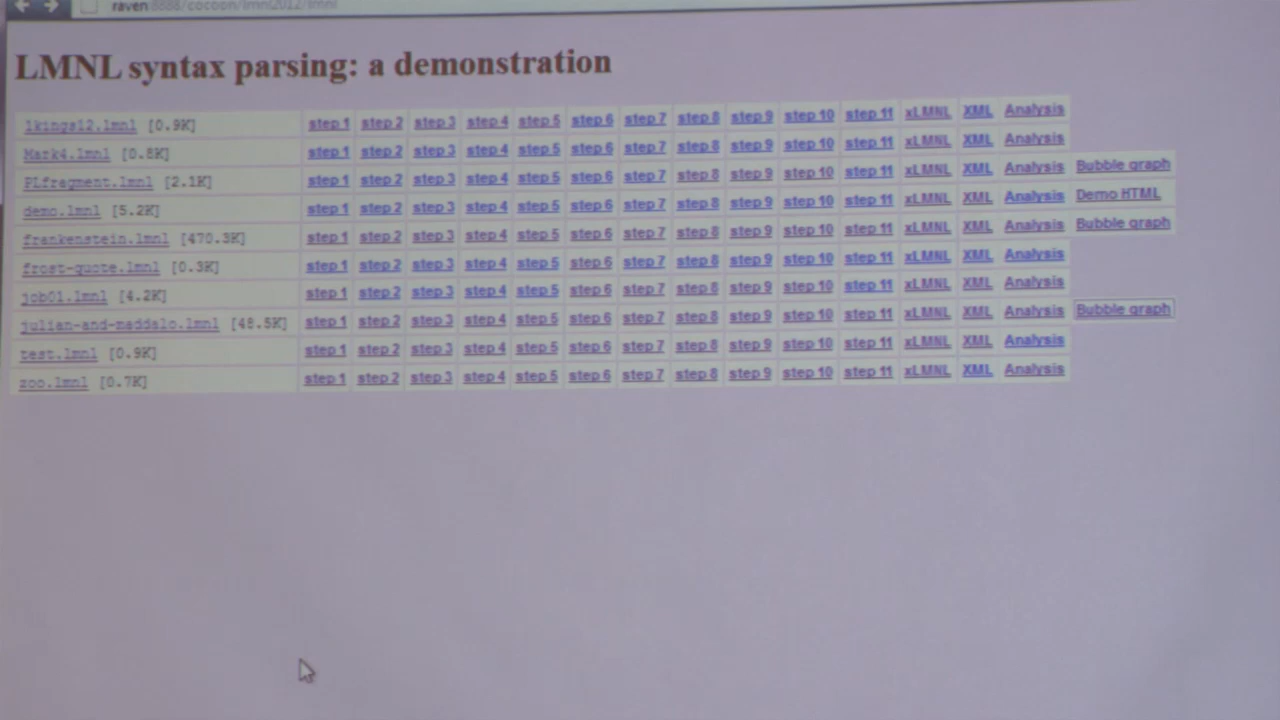 raven:8888/cocoon/lmnl2012/lmnl
LMNL syntax parsing: a demonstration
1kings12.lmnl [0.9K] step 1 step 2 step 3 step 4 step 5 step 6 step 7 step 8 step 9 step 10 step 11 xLMNL XML Analysis
Mark4.lmnl [0.8K] step 1 step 2 step 3 step 4 step 5 step 6 step 7 step 8 step 9 step 10 step 11 xLMNL XML Analysis
PLfragment.lmnl [2.1K] step 1 step 2 step 3 step 4 step 5 step 6 step 7 step 8 step 9 step 10 step 11 xLMNL XML Analysis Bubble graph
demo.lmnl [5.2K] step 1 step 2 step 3 step 4 step 5 step 6 step 7 step 8 step 9 step 10 step 11 xLMNL XML Analysis Demo HTML
frankenstein.lmnl [470.3K] step 1 step 2 step 3 step 4 step 5 step 6 step 7 step 8 step 9 step 10 step 11 xLMNL XML Analysis Bubble graph
frost-quote.lmnl [0.3K] step 1 step 2 step 3 step 4 step 5 step 6 step 7 step 8 step 9 step 10 step 11 xLMNL XML Analysis
job01.lmnl [4.2K] step 1 step 2 step 3 step 4 step 5 step 6 step 7 step 8 step 9 step 10 step 11 xLMNL XML Analysis
julian-and-maddalo.lmnl [48.5K] step 1 step 2 step 3 step 4 step 5 step 6 step 7 step 8 step 9 step 10 step 11 xLMNL XML Analysis Bubble graph
test.lmnl [0.9K] step 1 step 2 step 3 step 4 step 5 step 6 step 7 step 8 step 9 step 10 step 11 xLMNL XML Analysis
zoo.lmnl [0.7K] step 1 step 2 step 3 step 4 step 5 step 6 step 7 step 8 step 9 step 10 step 11 xLMNL XML Analysis